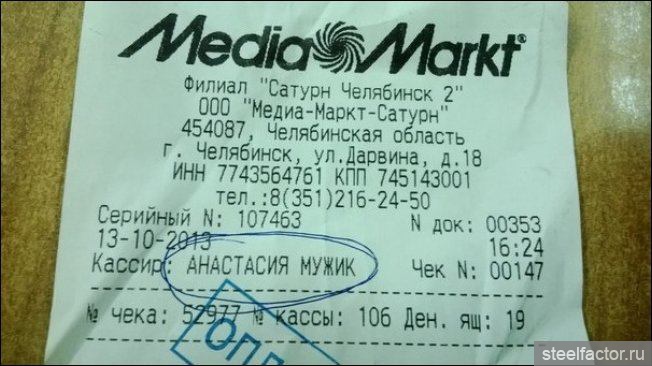 Media Markt
Филиал "Сатурн Челябинск 2"
ООО "Медиа-Маркт-Сатурн"
454087, Челябинская область
г. Челябинск, ул.Дарвина, д.18
ИНН 7743564761 КПП 745143001
тел.:8(351)216-24-50
Серийный N: 107463 N док: 00353
13-10-2013 16:24
Кассир: АНАСТАСИЯ МУЖИК Чек N: 00147
№ чека: 52977 № кассы: 106 Ден. ящ: 19
steelfactor.ru